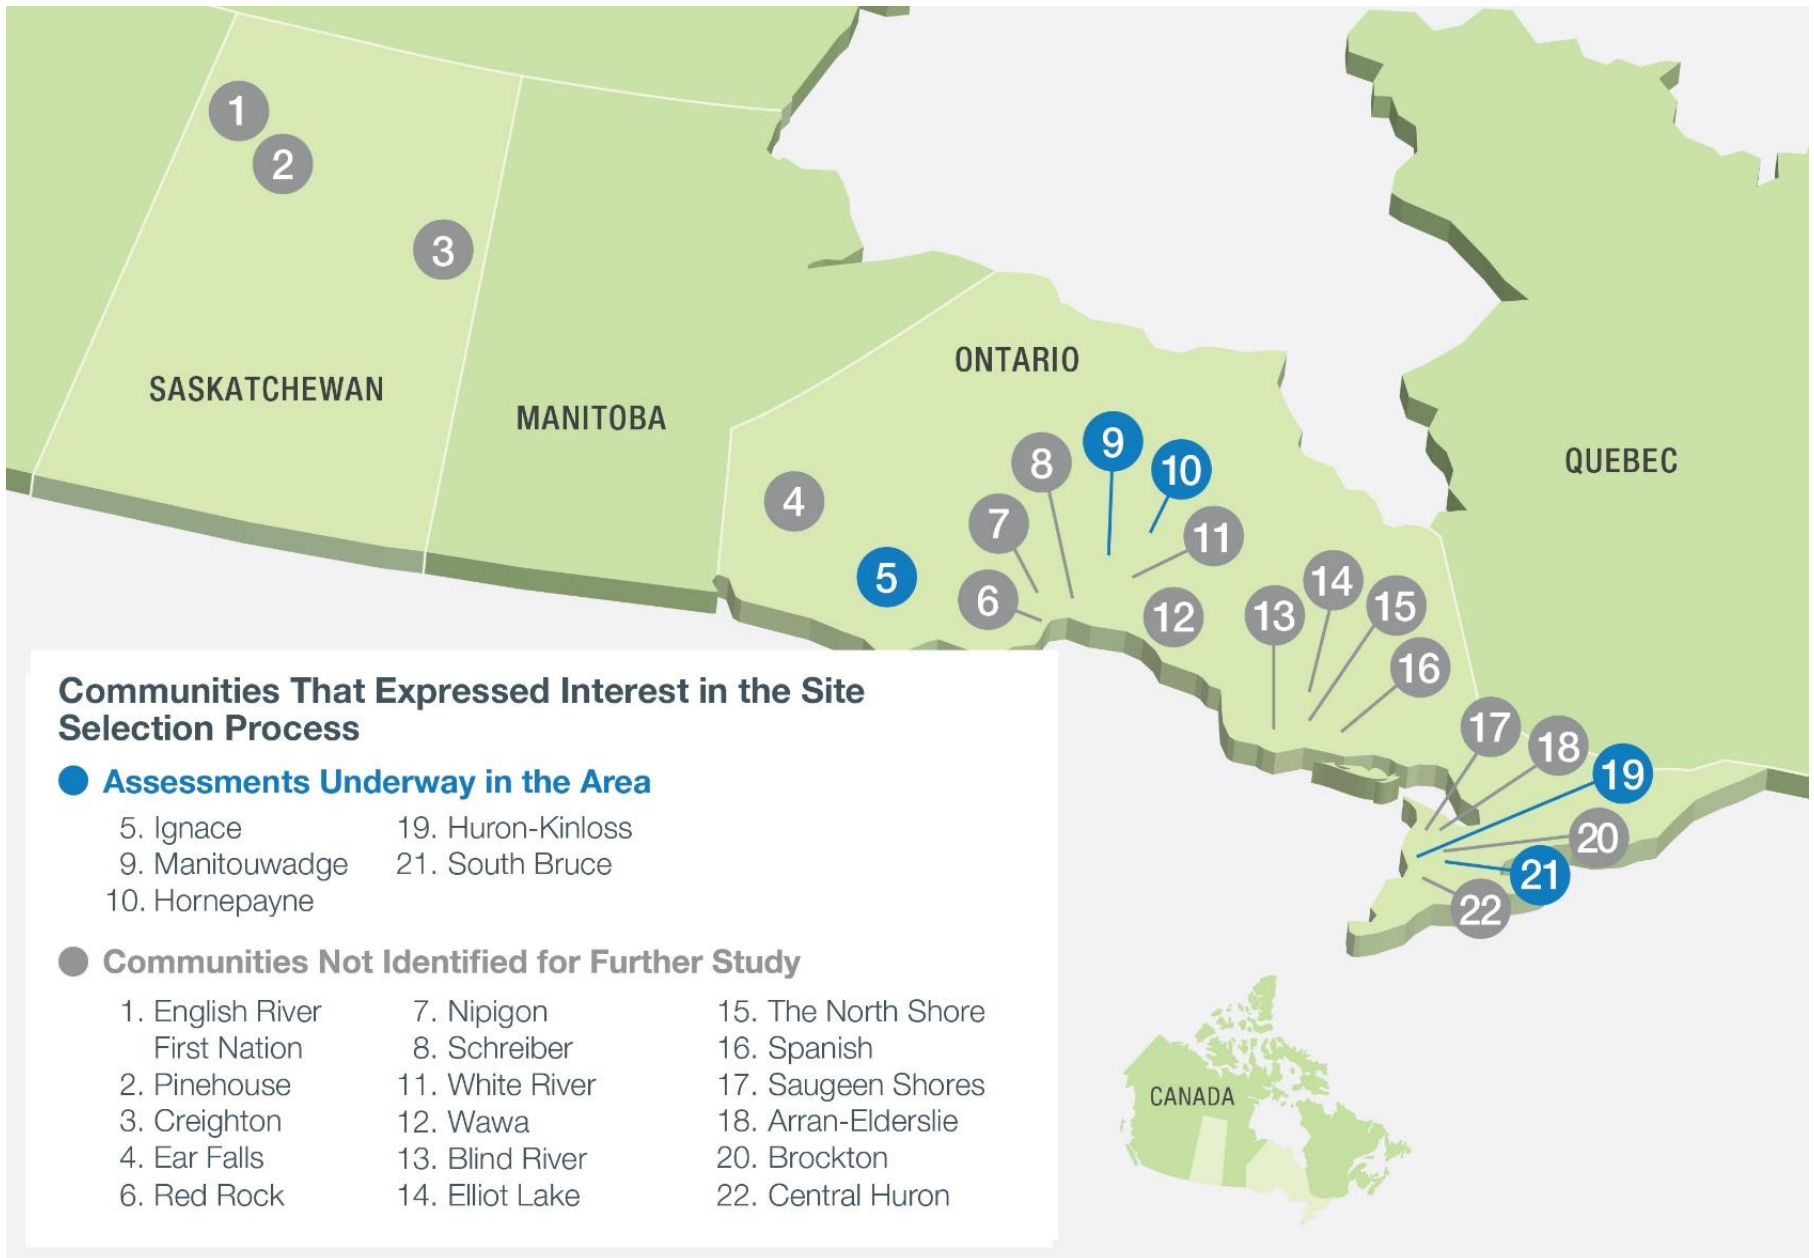 1
2
3
SASKATCHEWAN
MANITOBA
ONTARIO
QUEBEC
4
5
6
7
8
9
10
11
12
13
14
15
16
17
18
19
20
21
22
Communities That Expressed Interest in the Site
Selection Process
Assessments Underway in the Area
5. Ignace
9. Manitouwadge
10. Hornepayne
19. Huron-Kinloss
21. South Bruce
Communities Not Identified for Further Study
1. English River
First Nation
2. Pinehouse
3. Creighton
4. Ear Falls
6. Red Rock
7. Nipigon
8. Schreiber
11. White River
12. Wawa
13. Blind River
14. Elliot Lake
15. The North Shore
16. Spanish
17. Saugeen Shores
18. Arran-Elderslie
20. Brockton
22. Central Huron
CANADA